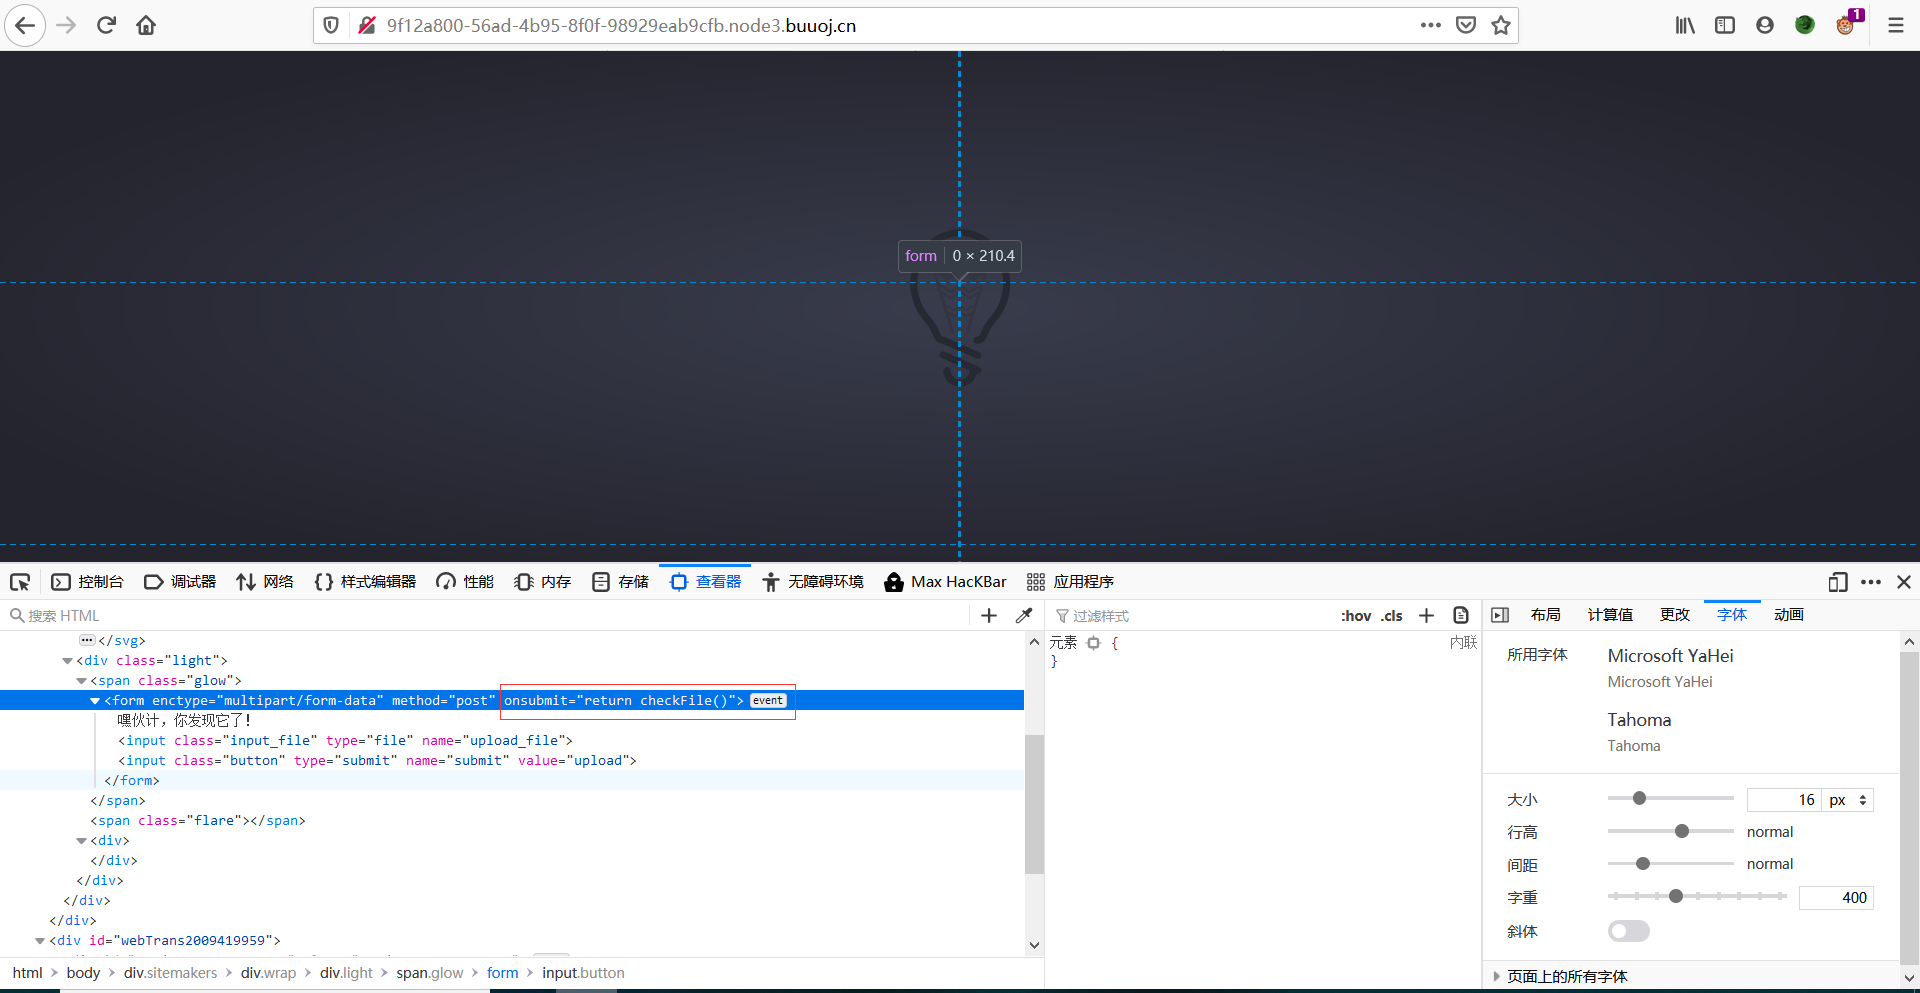 9f12a800-56ad-4b95-8f0f-98929eab9cfb.node3.buuoj.cn
1
form 0 × 210.4
控制台 调试器 网络 {} 样式编辑器 性能 内存 存储 查看器 无障碍环境 Max HacKBar 应用程序
搜索 HTML
过滤样式 :hov .cls
布局 计算值 更改 字体 动画
</svg>
<div class="light">
<span class="glow">
<form enctype="multipart/form-data" method="post" onsubmit="return checkFile()"> event
嘿伙计，你发现它了！
<input class="input_file" type="file" name="upload_file">
<input class="button" type="submit" name="submit" value="upload">
</form>
</span>
<span class="flare"></span>
<div>
</div>
</div>
</div>
</div>
<div id="webTrans2009419959">
元素 {
内联
}
所用字体 Microsoft YaHei
Microsoft YaHei
Tahoma
Tahoma
大小 16 px
行高 normal
间距 normal
字重 400
斜体
页面上的所有字体
html > body > div.sitemakers > div.wrap > div.light > span.glow > form > input.button